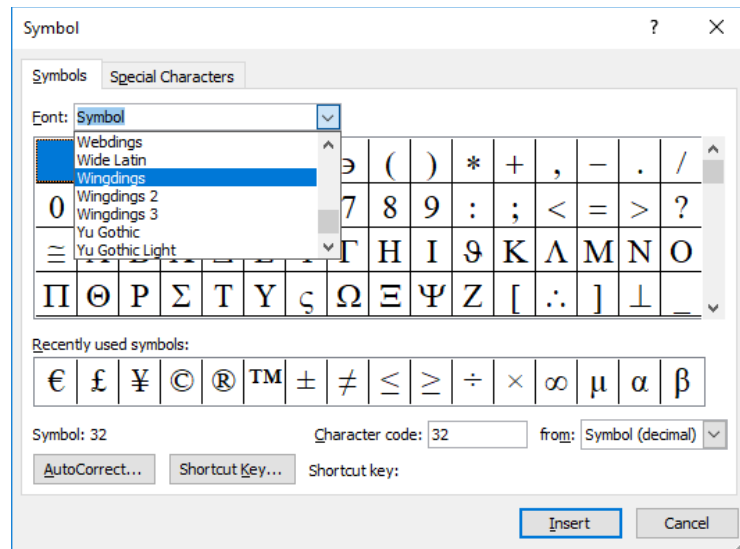 Symbol ? ×
Symbols Special Characters
Font: Symbol
Webdings
Wide Latin
Wingdings
Wingdings 2
Wingdings 3
Yu Gothic
Yu Gothic Light
϶ ( ) * + , − . /
0 7 8 9 : ; < = > ?
≅ Γ Η Ι ϑ Κ Λ Μ Ν Ο
Π Θ Ρ Σ Τ Υ ς Ω Ξ Ψ Ζ [ ∴ ] ⊥ _
Recently used symbols:
€ £ ¥ © ® ™ ± ≠ ≤ ≥ ÷ × ∞ µ α β
Symbol: 32 Character code: 32 from: Symbol (decimal)
AutoCorrect... Shortcut Key... Shortcut key:
Insert Cancel